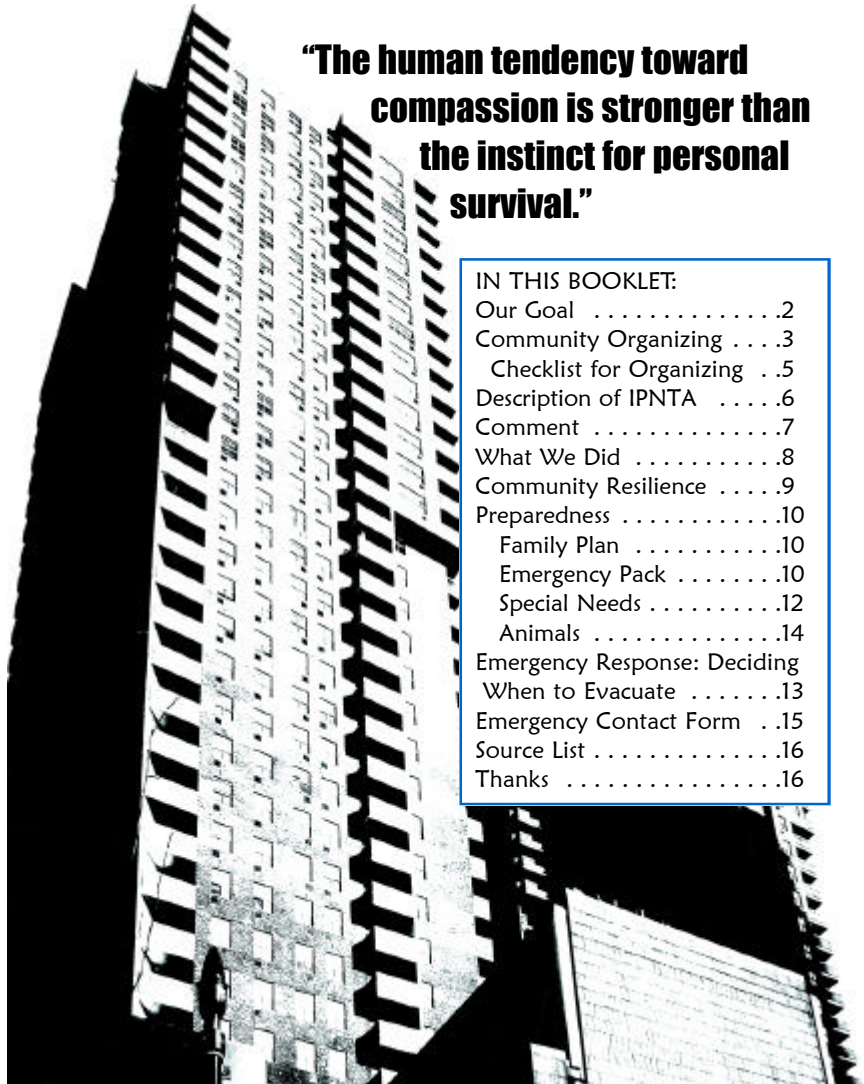 “The human tendency toward
compassion is stronger than
the instinct for personal
survival.”
IN THIS BOOKLET:
Our Goal . . . . . . . . . . . . . .2
Community Organizing . . . .3
Checklist for Organizing . .5
Description of IPNTA . . . . .6
Comment . . . . . . . . . . . . . .7
What We Did . . . . . . . . . . .8
Community Resilience . . . . .9
Preparedness . . . . . . . . . . . .10
Family Plan . . . . . . . . . . .10
Emergency Pack . . . . . . . .10
Special Needs . . . . . . . . . .12
Animals . . . . . . . . . . . . . .14
Emergency Response: Deciding
When to Evacuate . . . . . . .13
Emergency Contact Form . .15
Source List . . . . . . . . . . . . . .16
Thanks . . . . . . . . . . . . . . . .16